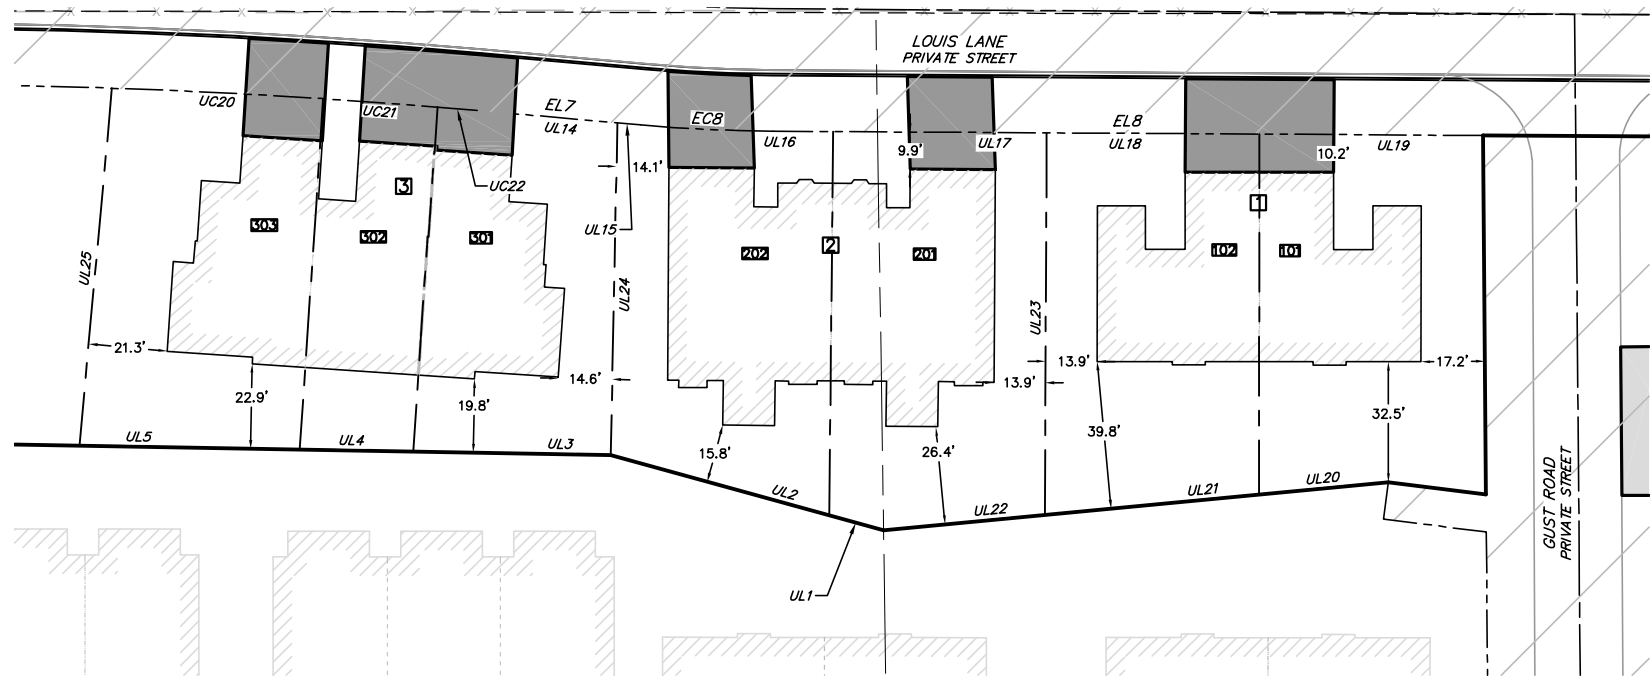 LOUIS LANE
PRIVATE STREET
UC20
UC21
EL7
UL14
EC8
UL16
9.9'
UL17
EL8
UL18
10.2'
UL19
14.1'
3
UC22
1
303
302
301
UL15
202
2
201
102
101
UL25
UL24
UL23
21.3'
14.6'
13.9'
13.9'
17.2'
22.9'
19.8'
32.5'
39.8'
UL5
UL4
UL3
15.8'
26.4'
UL2
UL22
UL21
UL20
GUST ROAD
PRIVATE STREET
UL1